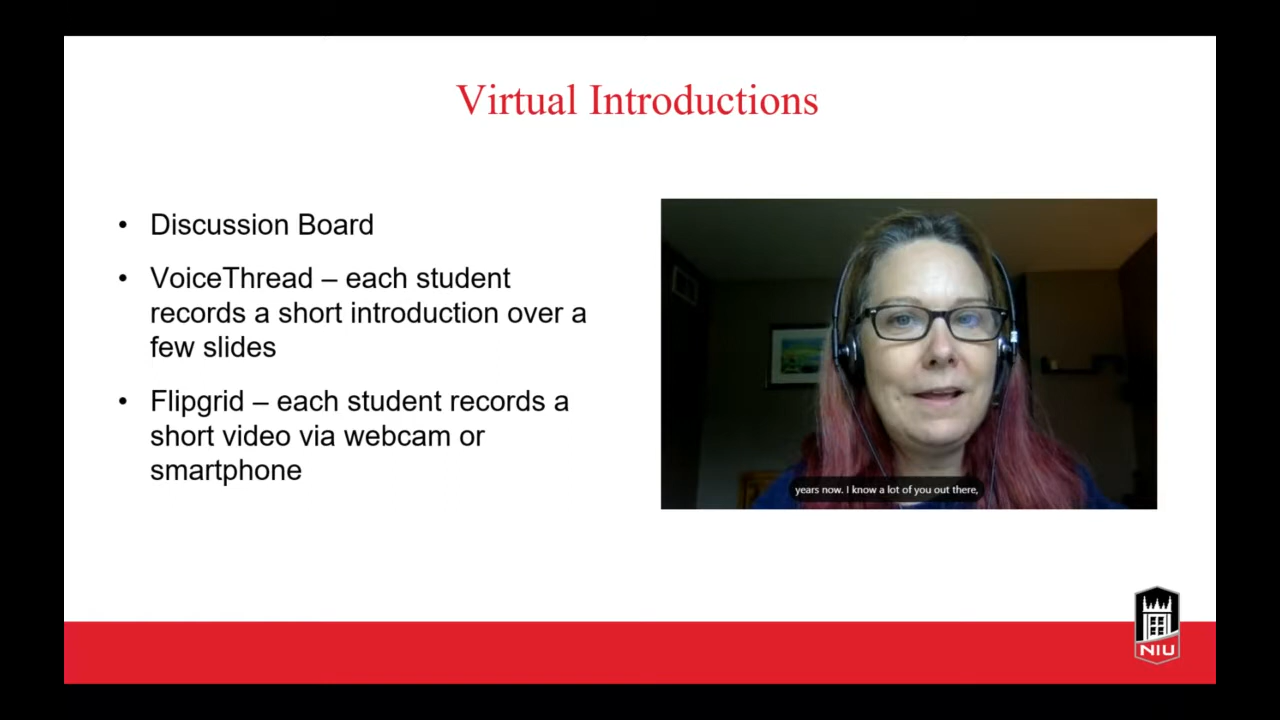 Virtual Introductions
• Discussion Board
• VoiceThread – each student
records a short introduction over a
few slides
• Flipgrid – each student records a
short video via webcam or
smartphone
years now. I know a lot of you out there,
NIU